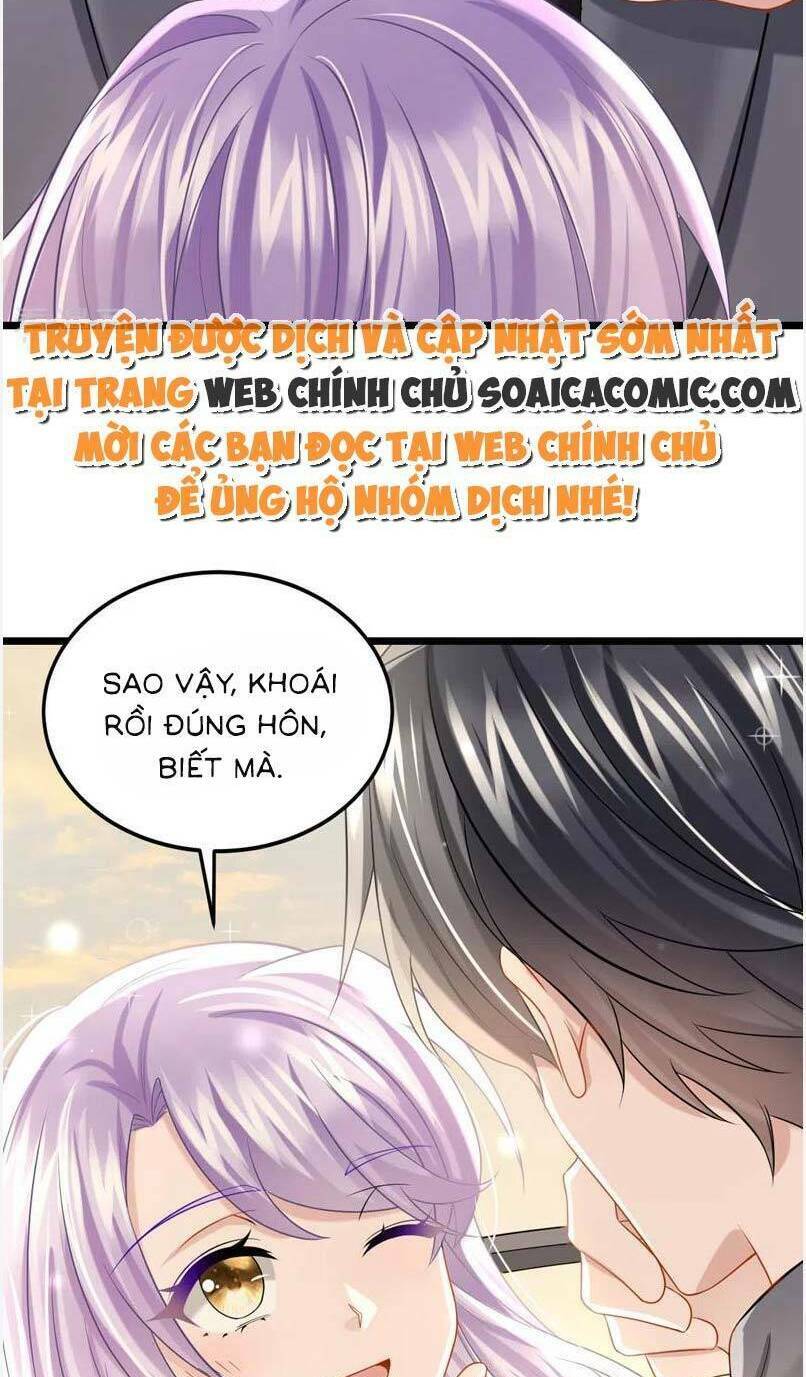 TRUYỆN ĐƯỢC DỊCH VÀ CẬP NHẬT SỚM NHẤT
TẠI TRANG WEB CHÍNH CHỦ SOAICACOMIC.COM
MỜI CÁC BẠN ĐỌC TẠI WEB CHÍNH CHỦ
ĐỂ ỦNG HỘ NHÓM DỊCH NHÉ!
SAO VẬY, KHOÁI
RỒI ĐÚNG HÔN,
BIẾT MÀ.